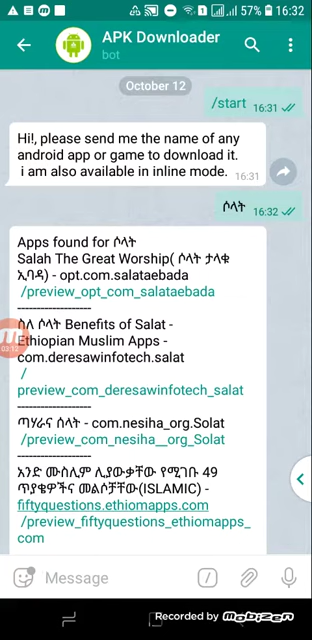 57% 16:32
APK Downloader
bot
October 12
/start 16:31
Hi!, please send me the name of any
android app or game to download it.
i am also available in inline mode. 16:31
ሶላት 16:32
Apps found for ሶላት
Salah The Great Worship( ሶላት ታላቁ
ኢባዳ) - opt.com.salataebada
/preview_opt_com_salataebada
-------------------
ስለ ሶላት Benefits of Salat -
Ethiopian Muslim Apps -
com.deresawinfotech.salat
/
preview_com_deresawinfotech_salat
-------------------
ጣሃራና ሰላት - com.nesiha_org.Solat
/preview_com_nesiha__org_Solat
-------------------
አንድ ሙስሊም ሊያውቃቸው የሚገቡ 49
ጥያቄዎችና መልሶቻቸው(ISLAMIC) -
fiftyquestions.ethiomapps.com
/preview_fiftyquestions_ethiomapps_
com
03:12
Message
Recorded by Mobizen